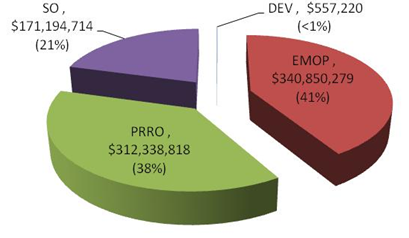 SO ,
$171,194,714
(21%)
DEV , $557,220
(<1%)
EMOP ,
$340,850,279
(41%)
PRRO ,
$312,338,818
(38%)